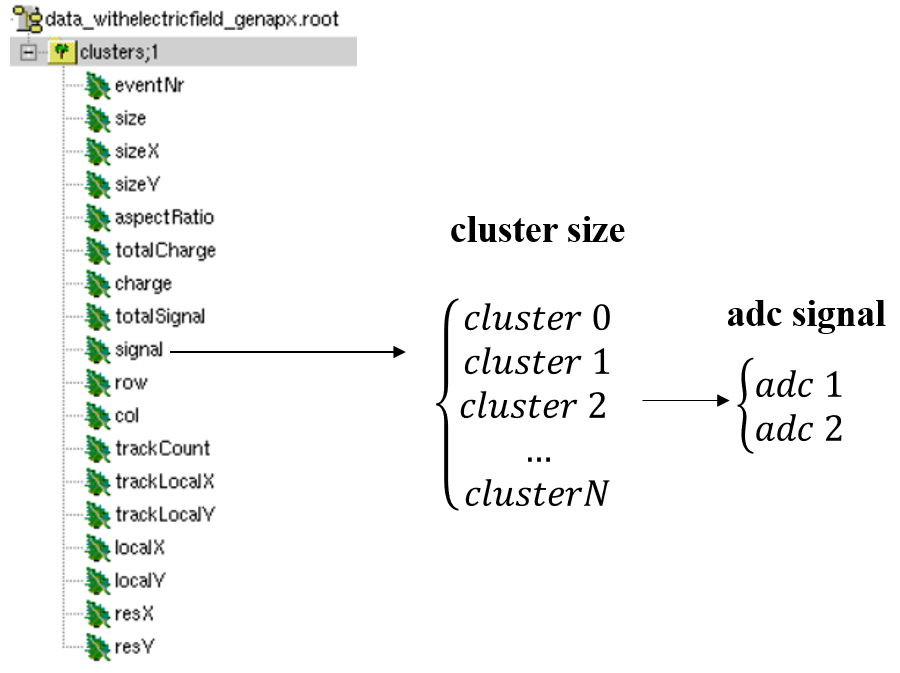 data_withelectricfield_genapx.root
clusters;1
eventNr
size
sizeX
sizeY
aspectRatio
totalCharge
charge
totalSignal
signal
row
col
trackCount
trackLocalX
trackLocalY
localX
localY
resX
resY
cluster size
cluster 0
cluster 1
cluster 2
...
clusterN
adc signal
adc 1
adc 2